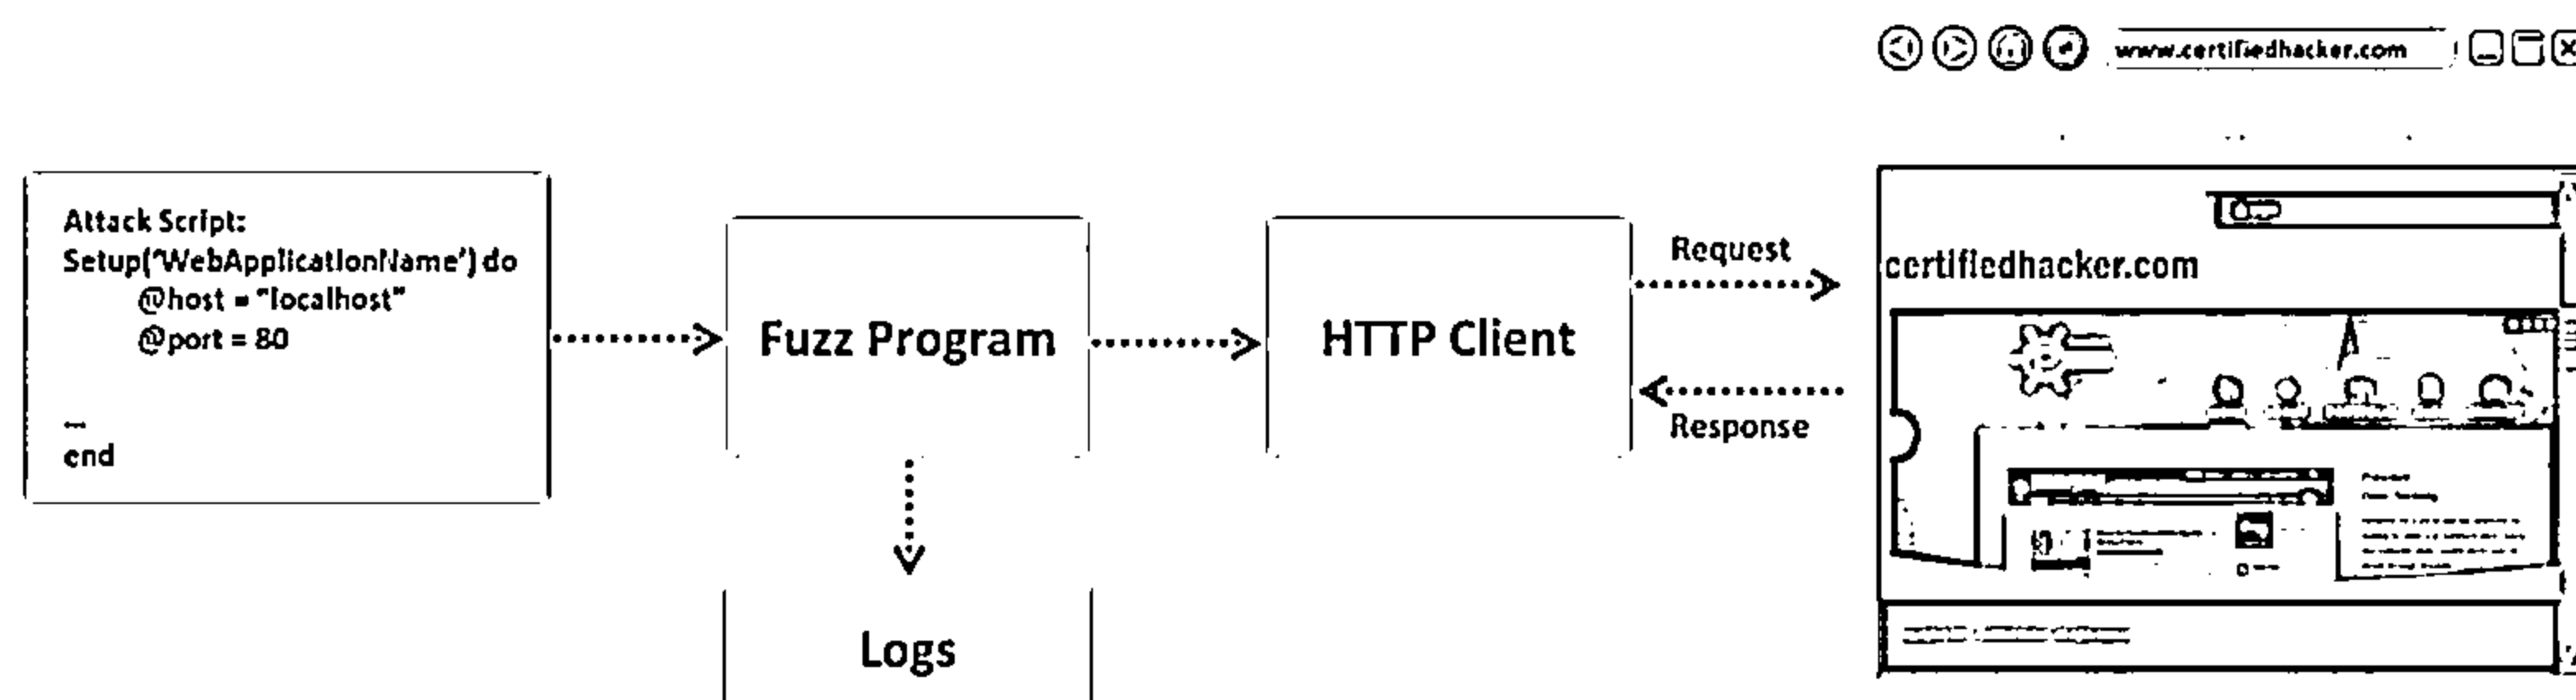 www.certifiedhacker.com
Attack Script:
Setup('WebApplicationName') do
@host = "localhost"
@port = 80
...
end
Fuzz Program
HTTP Client
Request
Response
certifiedhacker.com
Logs